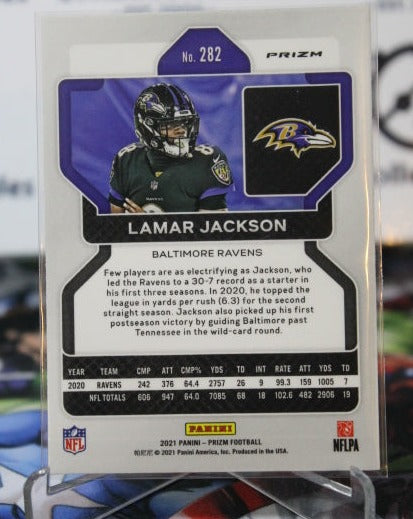 No. 282
PRIZM
LAMAR JACKSON
BALTIMORE RAVENS
Few players are as electrifying as Jackson, who
led the Ravens to a 30-7 record as a starter in
his first three seasons. In 2020, he topped the
league in yards per rush (6.3) for the second
straight season. Jackson also picked up his first
postseason victory by guiding Baltimore past
Tennessee in the wild-card round.
YEAR TEAM CMP ATT CMP% YDS TD INT RATE ATT YDS TD
2020 RAVENS 242 376 64.4 2757 26 9 99.3 159 1005 7
NFL TOTALS 606 947 64.0 7085 68 18 102.6 482 2906 19
NFL
PANINI
2021 PANINI – PRIZM FOOTBALL
© 2021 Panini America, Inc. Produced in the USA.
NFLPA